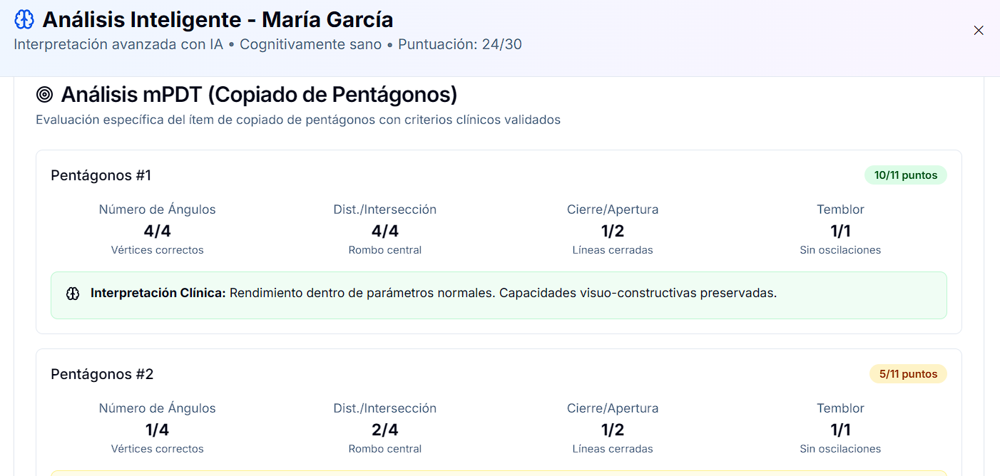 Análisis Inteligente - María García
Interpretación avanzada con IA • Cognitivamente sano • Puntuación: 24/30
Análisis mPDT (Copiado de Pentágonos)
Evaluación específica del ítem de copiado de pentágonos con criterios clínicos validados
Pentágonos #1
10/11 puntos
Número de Ángulos
Dist./Intersección
Cierre/Apertura
Temblor
4/4
4/4
1/2
1/1
Vértices correctos
Rombo central
Líneas cerradas
Sin oscilaciones
Interpretación Clínica: Rendimiento dentro de parámetros normales. Capacidades visuo-constructivas preservadas.
Pentágonos #2
5/11 puntos
Número de Ángulos
Dist./Intersección
Cierre/Apertura
Temblor
1/4
2/4
1/2
1/1
Vértices correctos
Rombo central
Líneas cerradas
Sin oscilaciones